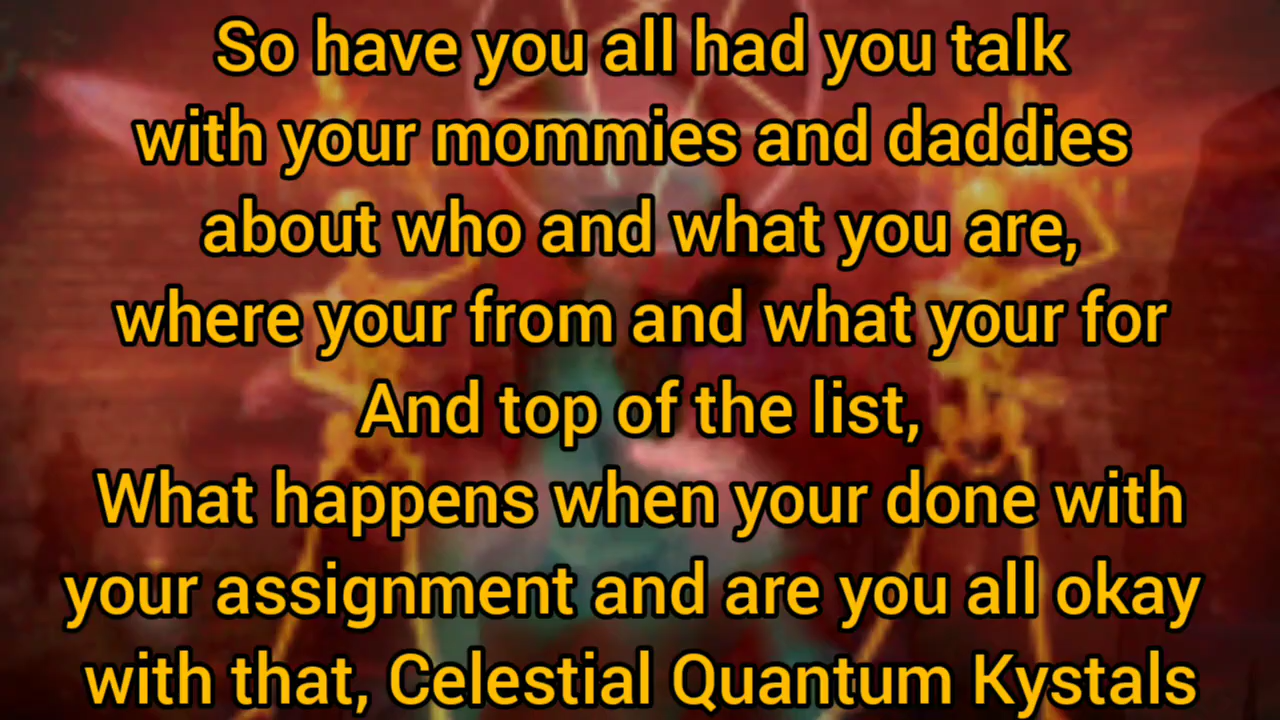 So have you all had you talk
with your mommies and daddies
about who and what you are,
where your from and what your for
And top of the list,
What happens when your done with
your assignment and are you all okay
with that, Celestial Quantum Kystals